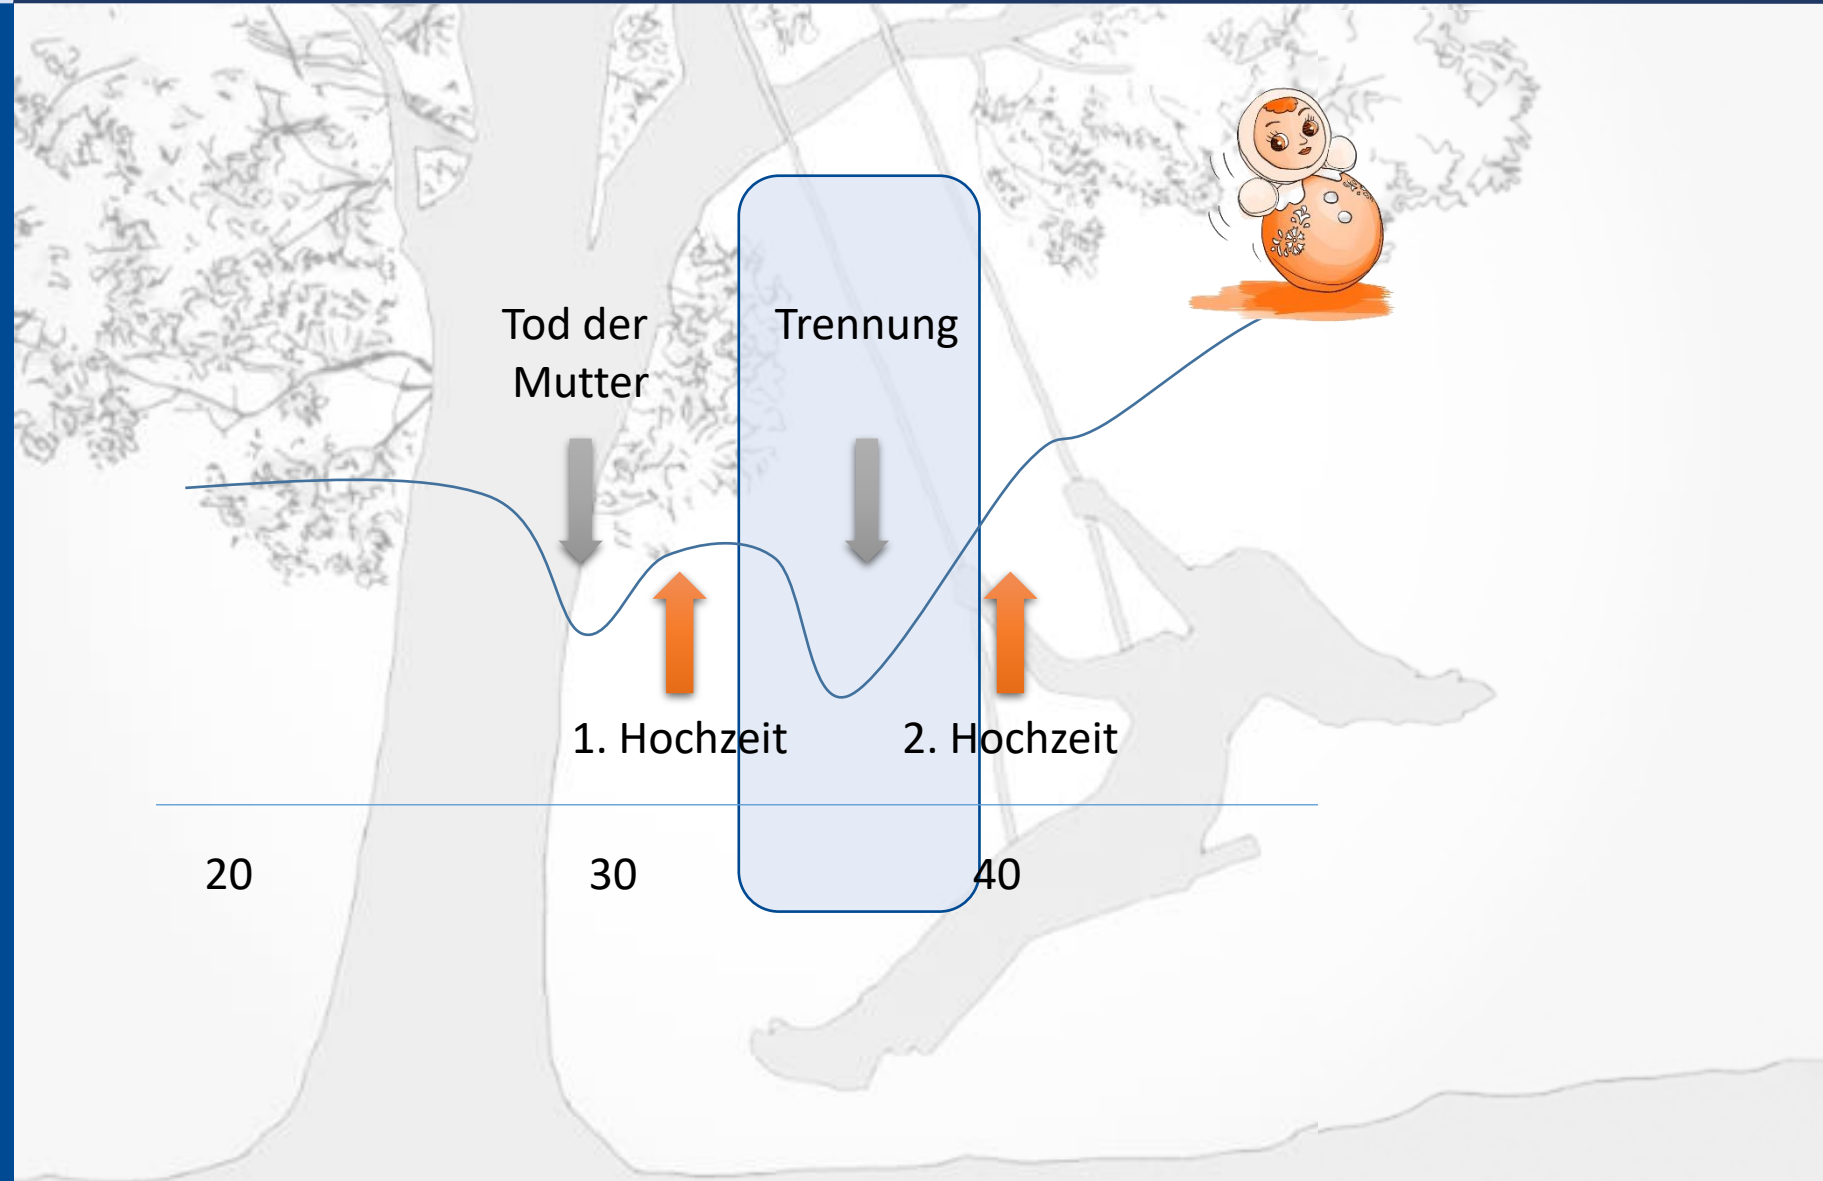 Tod der
Mutter
Trennung
1. Hochzeit
2. Hochzeit
20
30
40